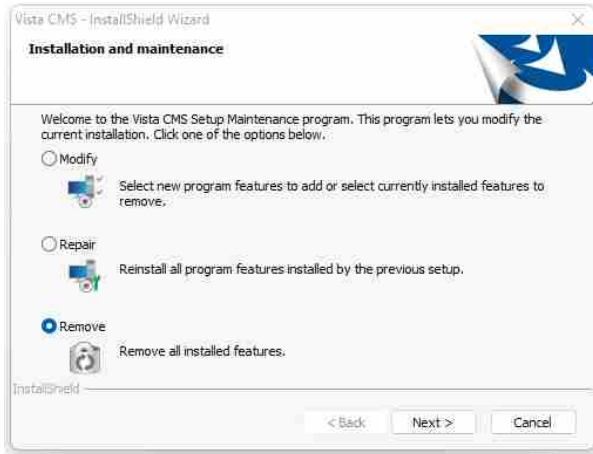 Vista CMS - InstallShield Wizard
Installation and maintenance
Welcome to the Vista CMS Setup Maintenance program. This program lets you modify the
current installation. Click one of the options below.
Modify
Select new program features to add or select currently installed features to
remove.
Repair
Reinstall all program features installed by the previous setup.
Remove
Remove all installed features.
InstallShield
< Back
Next >
Cancel